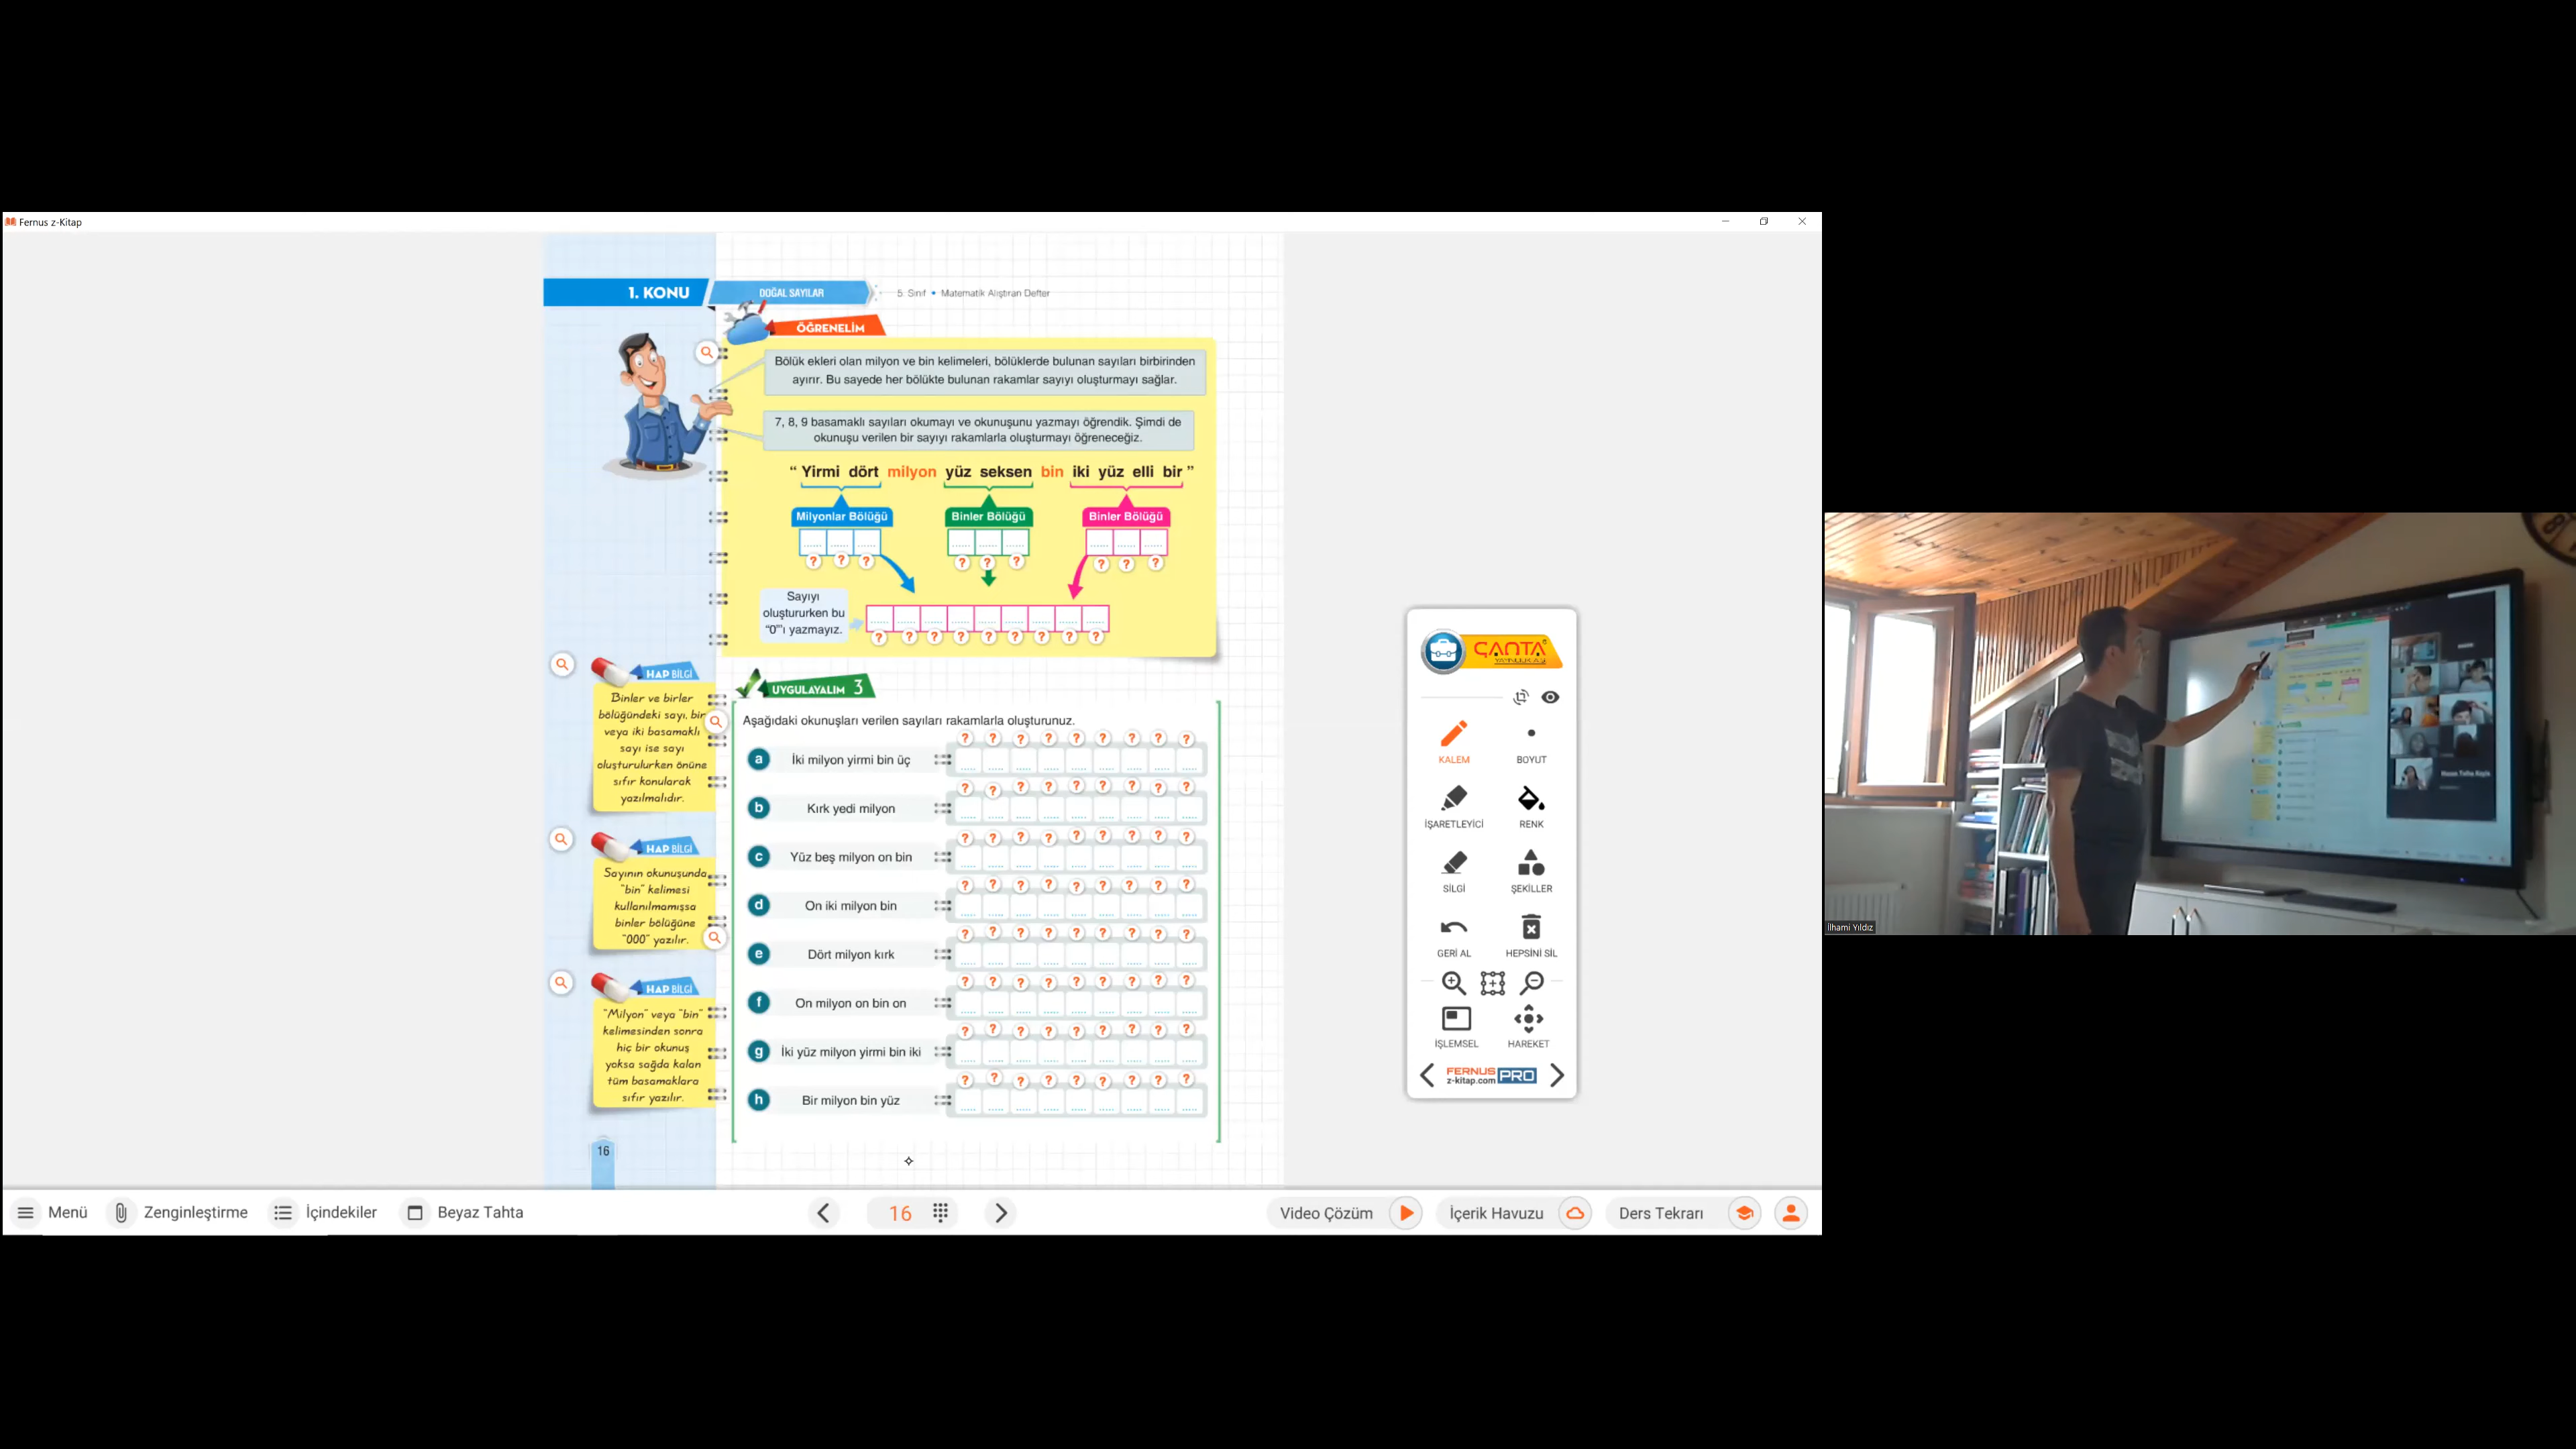 Fernus z-Kitap
1. KONU
DOĞAL SAYILAR
5. Sınıf • Matematik Alıştıran Defter
ÖĞRENELİM
Bölük ekleri olan milyon ve bin kelimeleri, bölüklerde bulunan sayıları birbirinden
ayırır. Bu sayede her bölükte bulunan rakamlar sayıyı oluşturmayı sağlar.
7, 8, 9 basamaklı sayıları okumayı ve okunuşunu yazmayı öğrendik. Şimdi de
okunuşu verilen bir sayıyı rakamlarla oluşturmayı öğreneceğiz.
“ Yirmi dört milyon yüz seksen bin iki yüz elli bir ”
Milyonlar Bölüğü Binler Bölüğü Binler Bölüğü
...... ...... ...... ...... ...... ...... ...... ...... ......
? ? ? ? ? ? ? ? ?
Sayıyı
oluştururken bu
“0”'ı yazmayız.
...... ...... ...... ...... ...... ...... ...... ...... ......
? ? ? ? ? ? ? ? ?
HAP BİLGİ
Binler ve birler
bölüğündeki sayı, bir
veya iki basamaklı
sayı ise sayı
oluşturulurken önüne
sıfır konularak
yazılmalıdır.
HAP BİLGİ
Sayının okunuşunda
"bin" kelimesi
kullanılmamışsa
binler bölüğüne
"000" yazılır.
HAP BİLGİ
"Milyon" veya "bin"
kelimesinden sonra
hiç bir okunuş
yoksa sağda kalan
tüm basamaklara
sıfır yazılır.
16
UYGULAYALIM 3
Aşağıdaki okunuşları verilen sayıları rakamlarla oluşturunuz.
? ? ? ? ? ? ? ? ?
a İki milyon yirmi bin üç
? ? ? ? ? ? ? ? ?
b Kırk yedi milyon
? ? ? ? ? ? ? ? ?
c Yüz beş milyon on bin
? ? ? ? ? ? ? ? ?
d On iki milyon bin
? ? ? ? ? ? ? ? ?
e Dört milyon kırk
? ? ? ? ? ? ? ? ?
f On milyon on bin on
? ? ? ? ? ? ? ? ?
g İki yüz milyon yirmi bin iki
? ? ? ? ? ? ? ? ?
h Bir milyon bin yüz
ÇANTA
KALEM BOYUT
İŞARETLEYİCİ RENK
SİLGİ ŞEKİLLER
GERİ AL HEPSİNİ SİL
İŞLEMSEL HAREKET
FERNUS PRO
z-kitap.com
İlhami Yıldız
Menü Zenginleştirme İçindekiler Beyaz Tahta 16 Video Çözüm İçerik Havuzu Ders Tekrarı